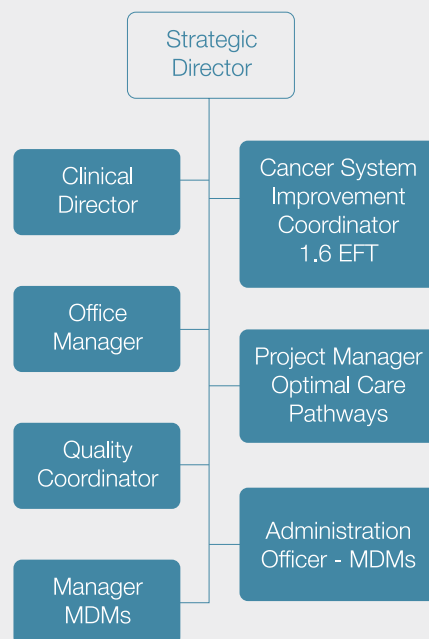 Strategic
Director
Clinical
Director
Cancer System
Improvement
Coordinator
1.6 EFT
Office
Manager
Project Manager
Optimal Care
Pathways
Quality
Coordinator
Administration
Officer - MDMs
Manager
MDMs